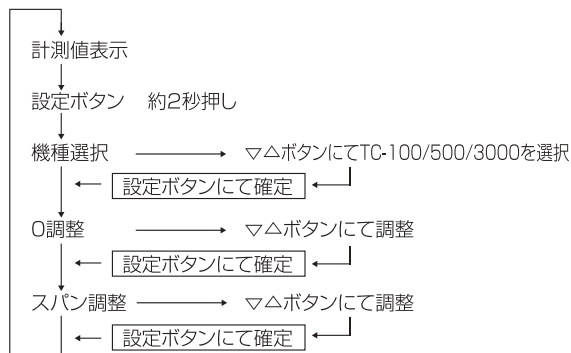 計測値表示
設定ボタン 約2秒押し
機種選択 ▽△ボタンにてTC-100/500/3000を選択
設定ボタンにて確定
0調整 ▽△ボタンにて調整
設定ボタンにて確定
スパン調整 ▽△ボタンにて調整
設定ボタンにて確定